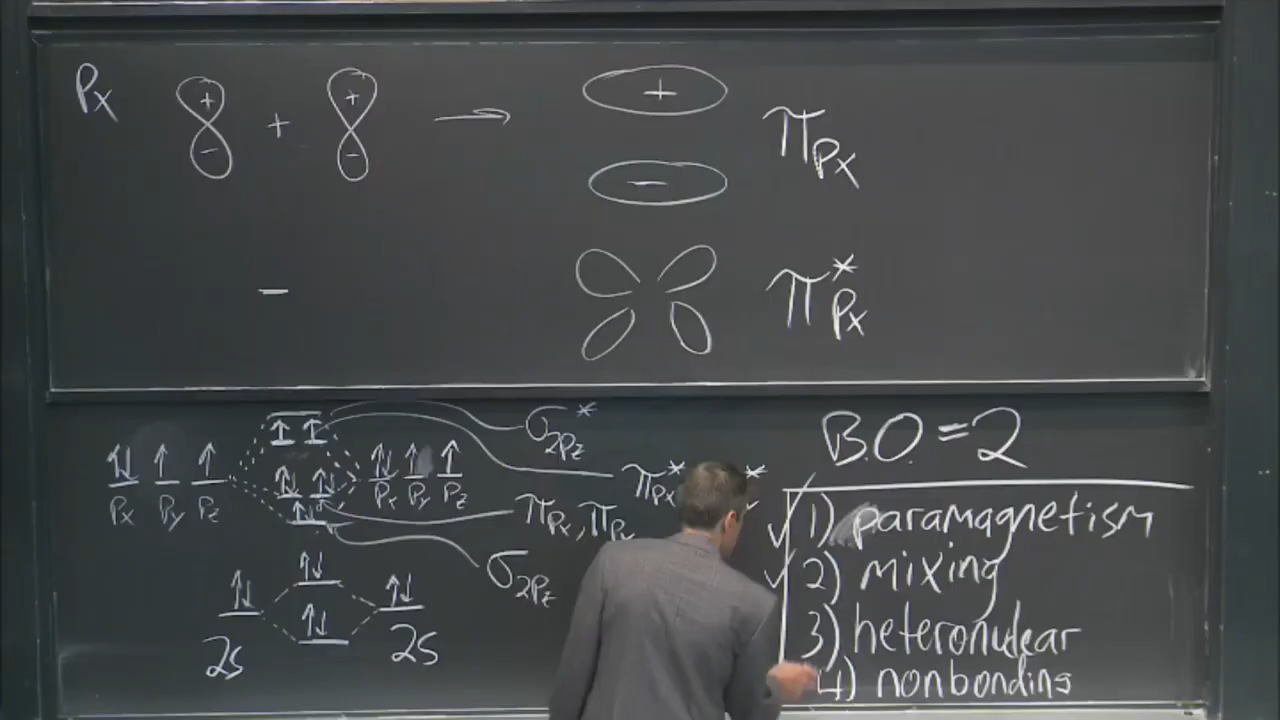 Px + + - → + - πPx
- π*Px
σ*2Pz B.O. = 2
↑↓ ↑ ↑ ↑ ↑ ↑↓ ↑ ↑ π*Px *
Px Py Pz ↑↓ ↑↓ Px Py Pz πPx, πPy 1) paramagnetism
↑↓ σ2Pz 2) mixing
↑↓ ↑↓ ↑↓ 3) heteronuclear
2s ↑↓ 2s 4) nonbonding